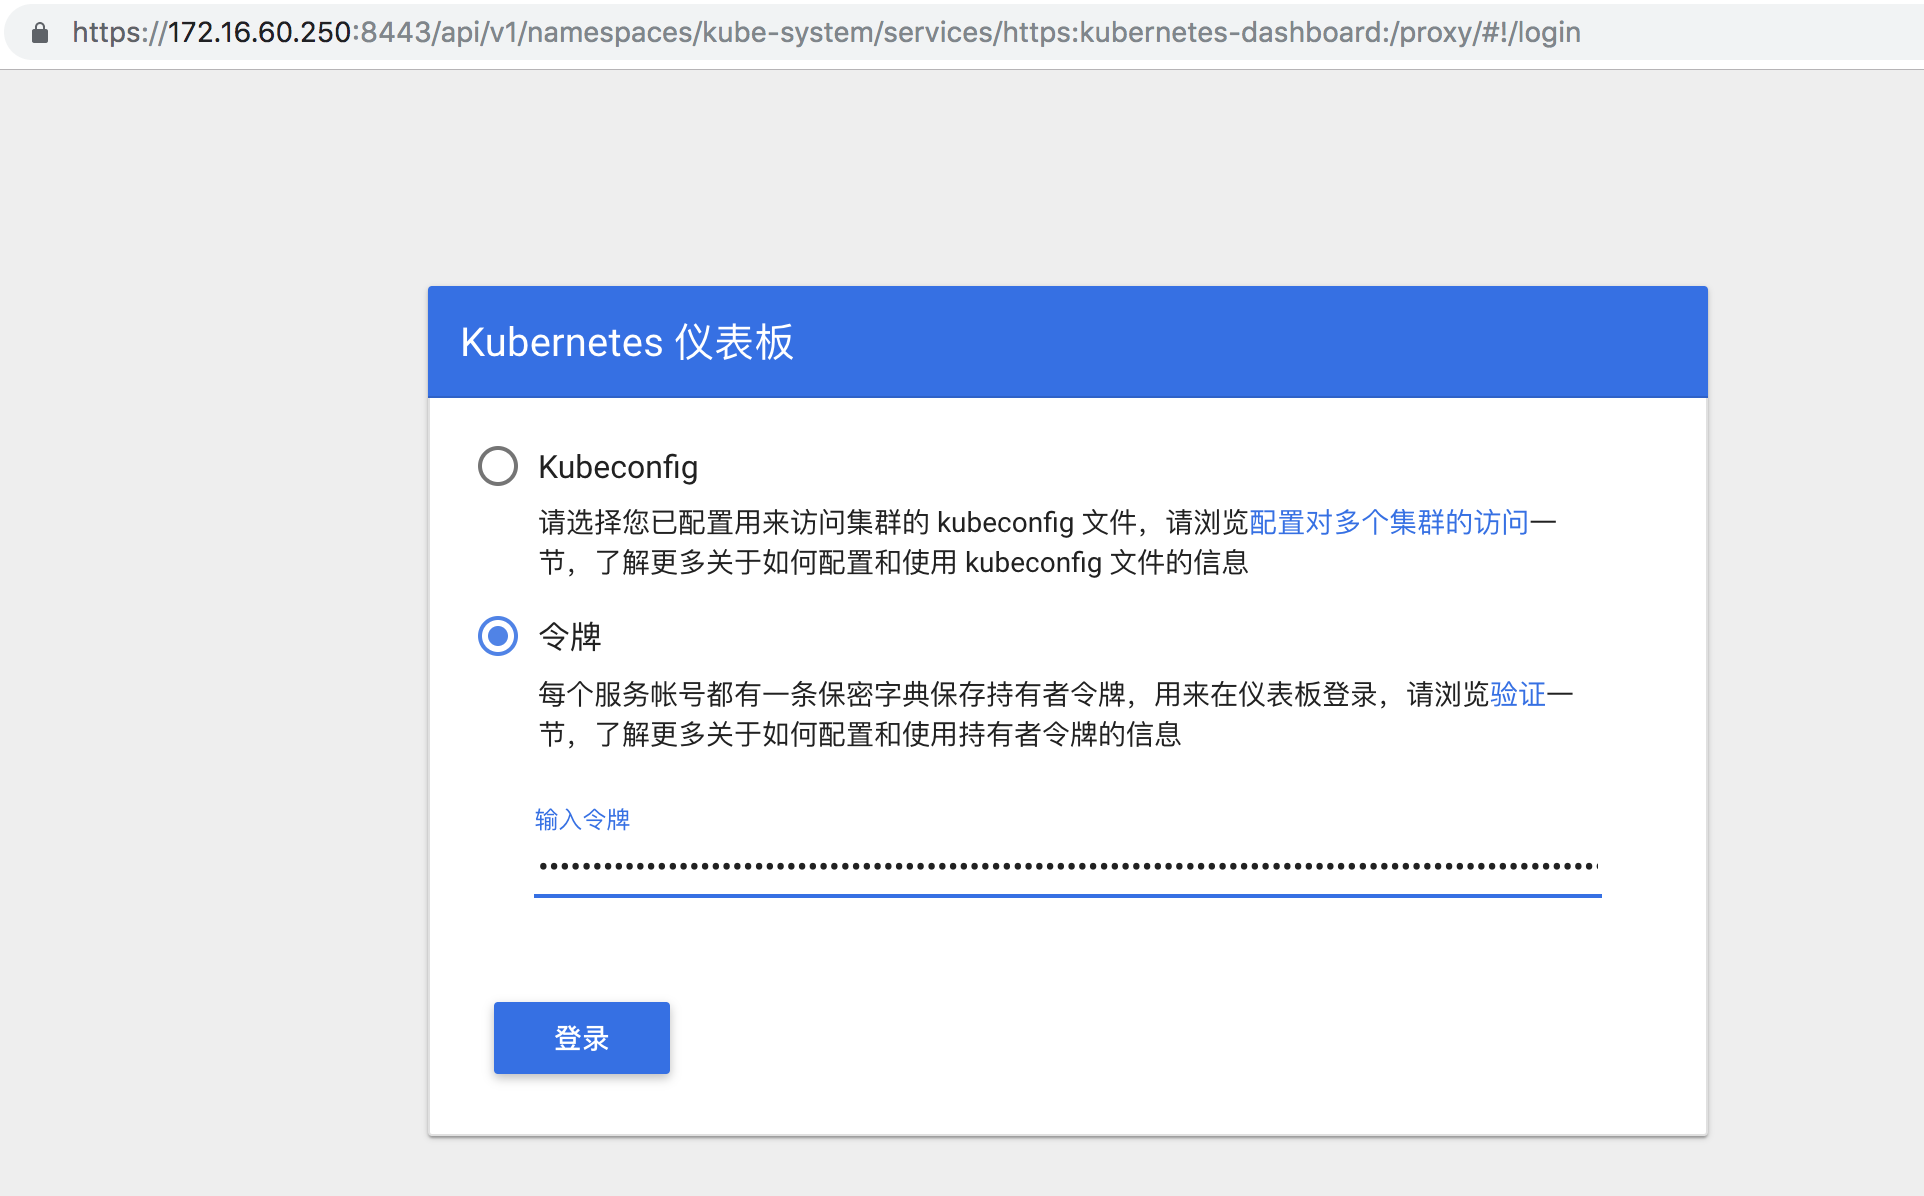 https://172.16.60.250:8443/api/v1/namespaces/kube-system/services/https:kubernetes-dashboard:/proxy/#!/login
Kubernetes 仪表板
Kubeconfig
请选择您已配置用来访问集群的 kubeconfig 文件，请浏览配置对多个集群的访问一
节，了解更多关于如何配置和使用 kubeconfig 文件的信息
令牌
每个服务帐号都有一条保密字典保存持有者令牌，用来在仪表板登录，请浏览验证一
节，了解更多关于如何配置和使用持有者令牌的信息
输入令牌
登录